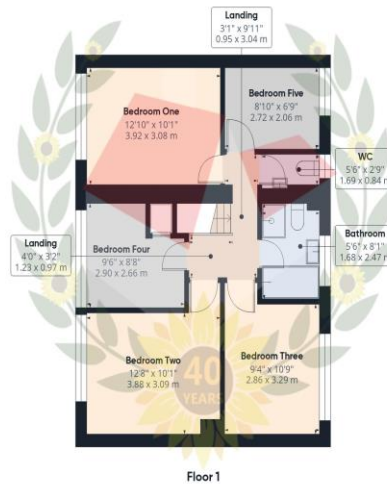 Landing
3'1" x 9'11"
0.95 x 3.04 m
Bedroom One
12'10" x 10'1"
3.92 x 3.08 m
Bedroom Five
8'10" x 6'9"
2.72 x 2.06 m
WC
5'6" x 2'9"
1.69 x 0.84 m
Landing
4'0" x 3'2"
1.23 x 0.97 m
Bedroom Four
9'6" x 8'8"
2.90 x 2.66 m
Bathroom
5'6" x 8'1"
1.68 x 2.47 m
Bedroom Two
12'8" x 10'1"
3.88 x 3.09 m
Bedroom Three
9'4" x 10'9"
2.86 x 3.29 m
40
YEARS
Floor 1